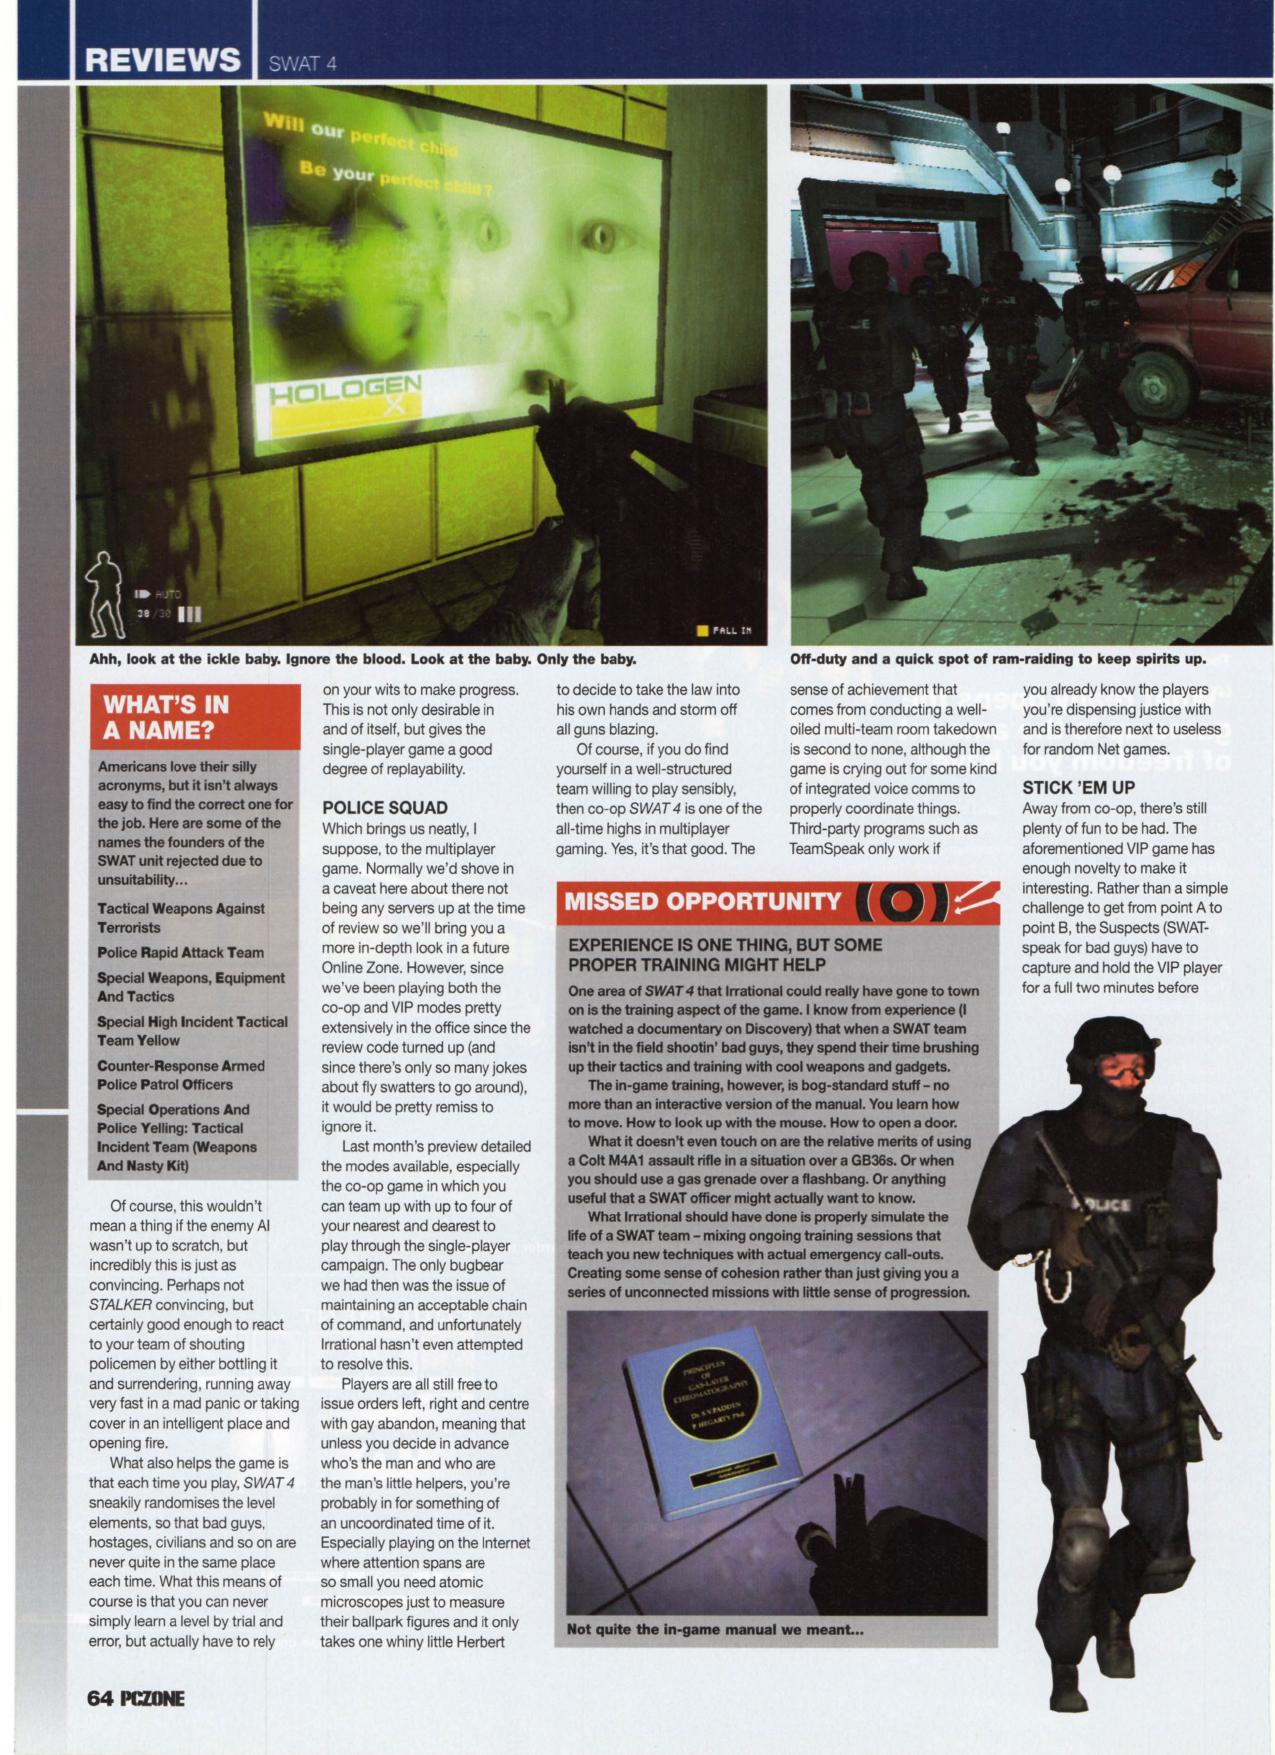 REVIEWS SWAT 4
Will our perfect child
Be your perfect child?
HOLOGEN
X
AUTO
38/30
FALL IN
POLICE
POLICE
Ahh, look at the ickle baby. Ignore the blood. Look at the baby. Only the baby.
Off-duty and a quick spot of ram-raiding to keep spirits up.
WHAT'S IN
A NAME?
Americans love their silly
acronyms, but it isn't always
easy to find the correct one for
the job. Here are some of the
names the founders of the
SWAT unit rejected due to
unsuitability...
Tactical Weapons Against
Terrorists
Police Rapid Attack Team
Special Weapons, Equipment
And Tactics
Special High Incident Tactical
Team Yellow
Counter-Response Armed
Police Patrol Officers
Special Operations And
Police Yelling: Tactical
Incident Team (Weapons
And Nasty Kit)
Of course, this wouldn't
mean a thing if the enemy AI
wasn't up to scratch, but
incredibly this is just as
convincing. Perhaps not
STALKER convincing, but
certainly good enough to react
to your team of shouting
policemen by either bottling it
and surrendering, running away
very fast in a mad panic or taking
cover in an intelligent place and
opening fire.
What also helps the game is
that each time you play, SWAT 4
sneakily randomises the level
elements, so that bad guys,
hostages, civilians and so on are
never quite in the same place
each time. What this means of
course is that you can never
simply learn a level by trial and
error, but actually have to rely
on your wits to make progress.
This is not only desirable in
and of itself, but gives the
single-player game a good
degree of replayability.
POLICE SQUAD
Which brings us neatly, I
suppose, to the multiplayer
game. Normally we'd shove in
a caveat here about there not
being any servers up at the time
of review so we'll bring you a
more in-depth look in a future
Online Zone. However, since
we've been playing both the
co-op and VIP modes pretty
extensively in the office since the
review code turned up (and
since there's only so many jokes
about fly swatters to go around),
it would be pretty remiss to
ignore it.
Last month's preview detailed
the modes available, especially
the co-op game in which you
can team up with up to four of
your nearest and dearest to
play through the single-player
campaign. The only bugbear
we had then was the issue of
maintaining an acceptable chain
of command, and unfortunately
Irrational hasn't even attempted
to resolve this.
Players are all still free to
issue orders left, right and centre
with gay abandon, meaning that
unless you decide in advance
who's the man and who are
the man's little helpers, you're
probably in for something of
an uncoordinated time of it.
Especially playing on the Internet
where attention spans are
so small you need atomic
microscopes just to measure
their ballpark figures and it only
takes one whiny little Herbert
to decide to take the law into
his own hands and storm off
all guns blazing.
Of course, if you do find
yourself in a well-structured
team willing to play sensibly,
then co-op SWAT 4 is one of the
all-time highs in multiplayer
gaming. Yes, it's that good. The
sense of achievement that
comes from conducting a well-
oiled multi-team room takedown
is second to none, although the
game is crying out for some kind
of integrated voice comms to
properly coordinate things.
Third-party programs such as
TeamSpeak only work if
you already know the players
you're dispensing justice with
and is therefore next to useless
for random Net games.
STICK 'EM UP
Away from co-op, there's still
plenty of fun to be had. The
aforementioned VIP game has
enough novelty to make it
interesting. Rather than a simple
challenge to get from point A to
point B, the Suspects (SWAT-
speak for bad guys) have to
capture and hold the VIP player
for a full two minutes before
MISSED OPPORTUNITY
EXPERIENCE IS ONE THING, BUT SOME
PROPER TRAINING MIGHT HELP
One area of SWAT 4 that Irrational could really have gone to town
on is the training aspect of the game. I know from experience (I
watched a documentary on Discovery) that when a SWAT team
isn't in the field shootin' bad guys, they spend their time brushing
up their tactics and training with cool weapons and gadgets.
The in-game training, however, is bog-standard stuff – no
more than an interactive version of the manual. You learn how
to move. How to look up with the mouse. How to open a door.
What it doesn't even touch on are the relative merits of using
a Colt M4A1 assault rifle in a situation over a GB36s. Or when
you should use a gas grenade over a flashbang. Or anything
useful that a SWAT officer might actually want to know.
What Irrational should have done is properly simulate the
life of a SWAT team – mixing ongoing training sessions that
teach you new techniques with actual emergency call-outs.
Creating some sense of cohesion rather than just giving you a
series of unconnected missions with little sense of progression.
PRINCIPLES
OF
GAS-LAYER
CHROMATOGRAPHY
Dr. S V. PADDEN
P. HEGARTY Phd
Not quite the in-game manual we meant...
POLICE
64 PCZONE